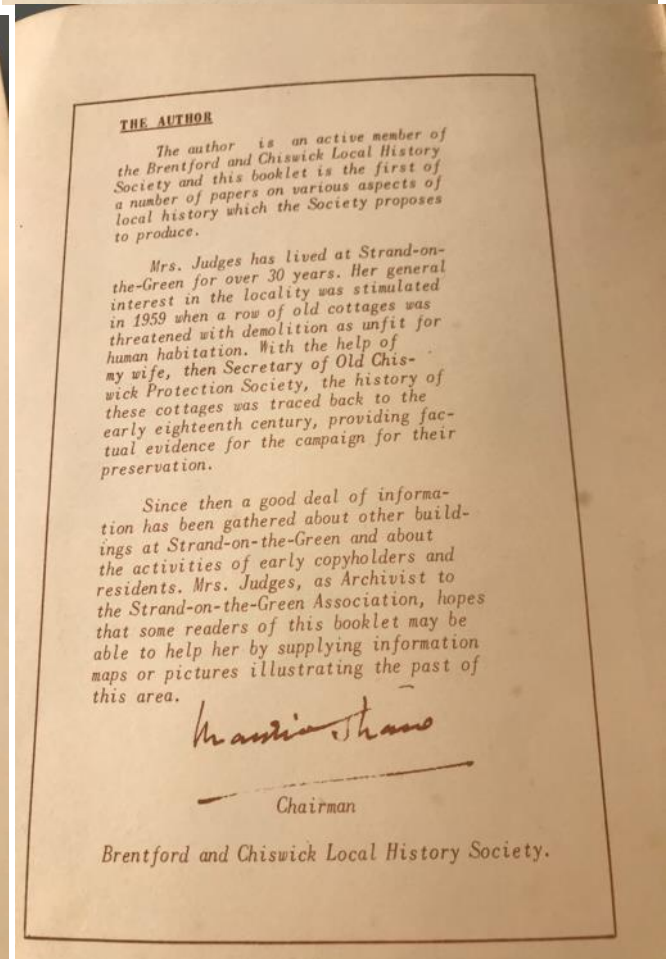 THE AUTHOR
The author is an active member of
the Brentford and Chiswick Local History
Society and this booklet is the first of
a number of papers on various aspects of
local history which the Society proposes
to produce.
Mrs. Judges has lived at Strand-on-
the-Green for over 30 years. Her general
interest in the locality was stimulated
in 1959 when a row of old cottages was
threatened with demolition as unfit for
human habitation. With the help of
my wife, then Secretary of Old Chis-
wick Protection Society, the history of
these cottages was traced back to the
early eighteenth century, providing fac-
tual evidence for the campaign for their
preservation.
Since then a good deal of informa-
tion has been gathered about other build-
ings at Strand-on-the-Green and about
the activities of early copyholders and
residents. Mrs. Judges, as Archivist to
the Strand-on-the-Green Association, hopes
that some readers of this booklet may be
able to help her by supplying information
maps or pictures illustrating the past of
this area.
Chairman
Brentford and Chiswick Local History Society.